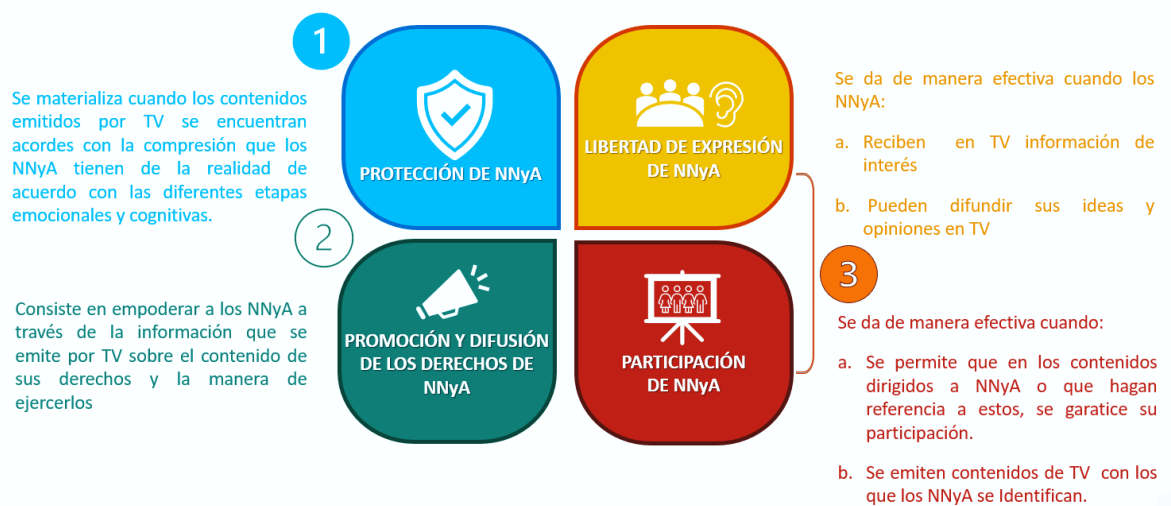 1
Se materializa cuando los contenidos
emitidos por TV se encuentran
acordes con la compresión que los
NNyA tienen de la realidad de
acuerdo con las diferentes etapas
emocionales y cognitivas.
PROTECCIÓN DE NNyA
2
Consiste en empoderar a los NNyA a
través de la información que se
emite por TV sobre el contenido de
sus derechos y la manera de
ejercerlos
PROMOCIÓN Y DIFUSIÓN
DE LOS DERECHOS DE
NNyA
LIBERTAD DE EXPRESIÓN
DE NNyA
Se da de manera efectiva cuando los
NNyA:
a. Reciben en TV información de
interés
b. Pueden difundir sus ideas y
opiniones en TV
3
PARTICIPACIÓN
DE NNyA
Se da de manera efectiva cuando:
a. Se permite que en los contenidos
dirigidos a NNyA o que hagan
referencia a estos, se garatice su
participación.
b. Se emiten contenidos de TV con los
que los NNyA se Identifican.